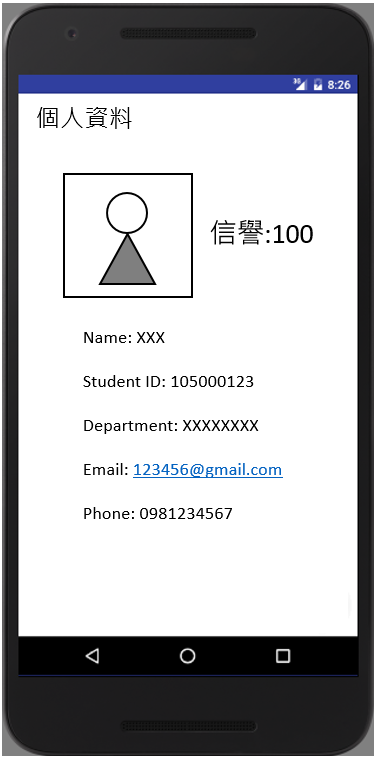 3G 8:26
個人資料
信譽:100
Name: XXX
Student ID: 105000123
Department: XXXXXXXX
Email: 123456@gmail.com
Phone: 0981234567